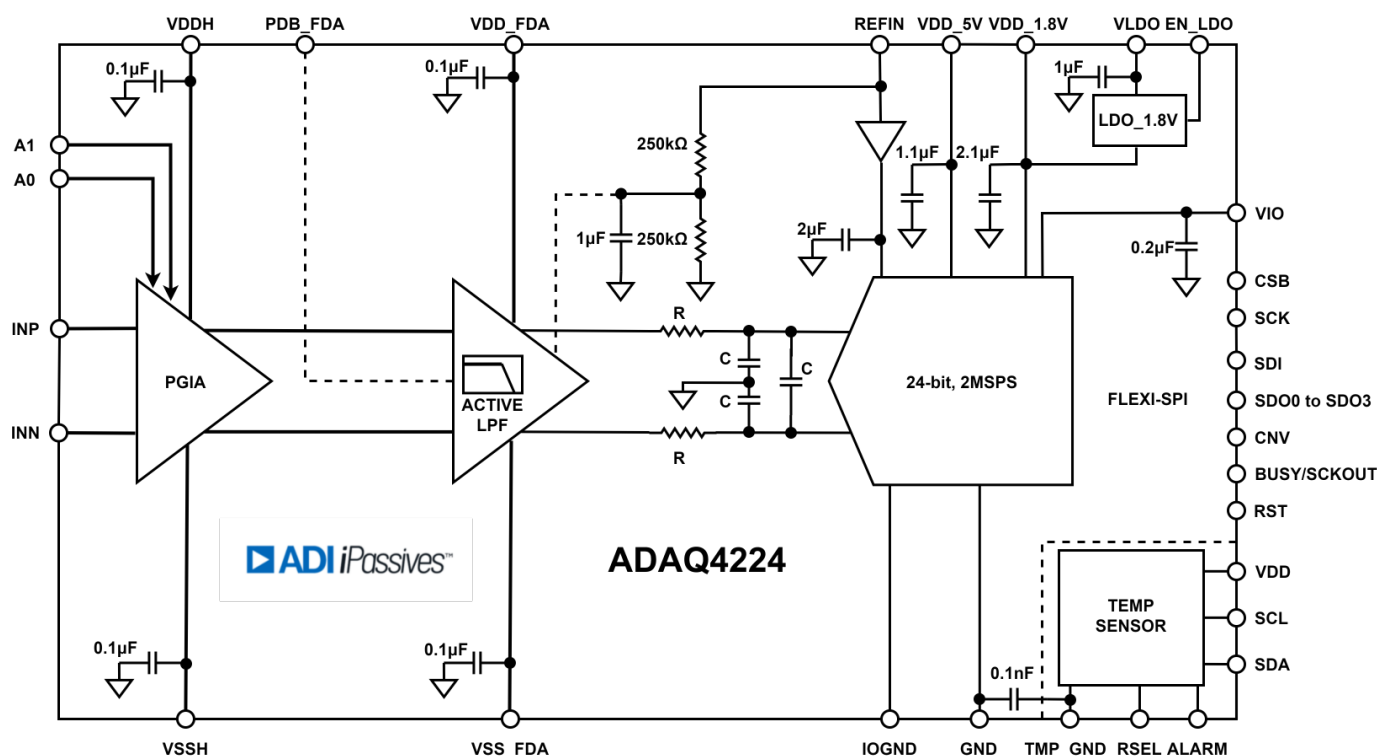 VDDH
PDB_FDA
VDD_FDA
REFIN
VDD_5V
VDD_1.8V
VLDO
EN_LDO
0.1µF
0.1µF
1µF
LDO_1.8V
A1
A0
250kΩ
1.1µF
2.1µF
VIO
1µF
250kΩ
2µF
0.2µF
CSB
INP
R
SCK
PGIA
ACTIVE
LPF
C
C
C
24-bit, 2MSPS
FLEXI-SPI
SDI
SDO0 to SDO3
INN
R
CNV
BUSY/SCKOUT
RST
ADI iPassives™
ADAQ4224
TEMP
SENSOR
VDD
SCL
SDA
0.1µF
0.1µF
0.1nF
VSSH
VSS_FDA
IOGND
GND
TMP_GND
RSEL
ALARM